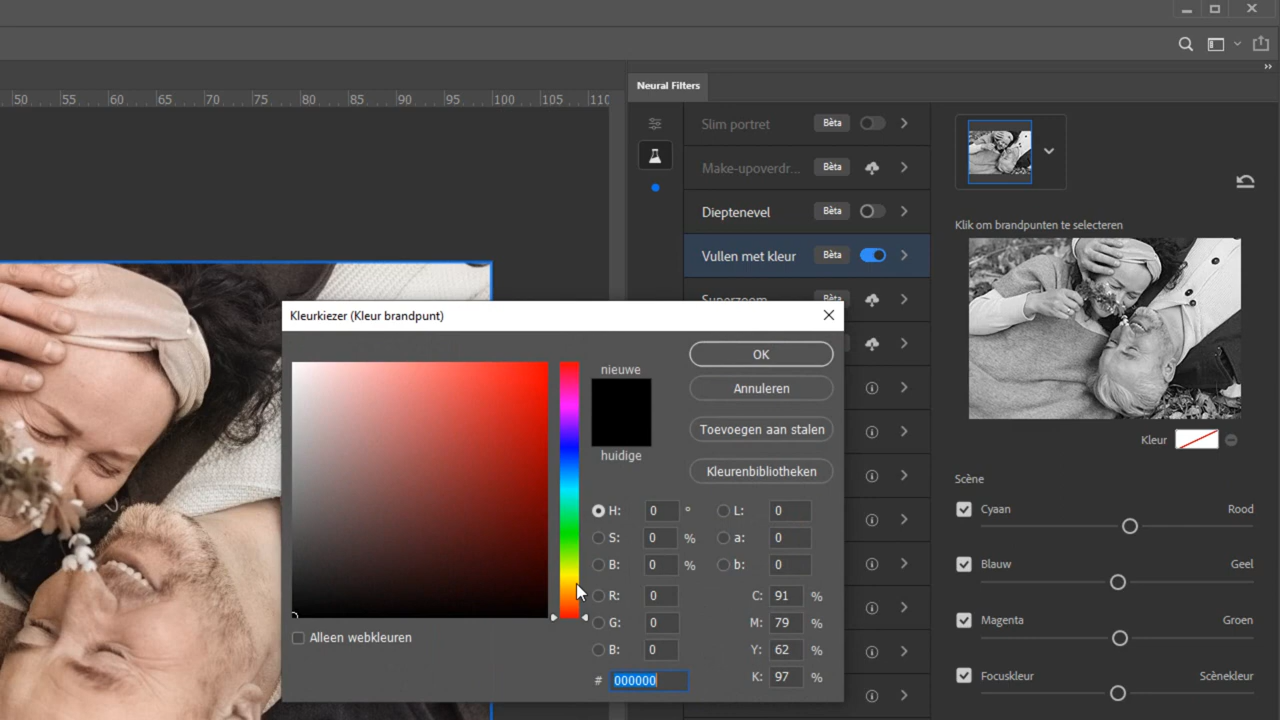 50 55 60 65 70 75 80 85 90 95 100 105 110
Neural Filters
Slim portret Bèta
Make-upoverdr... Bèta
Dieptenevel Bèta
Vullen met kleur Bèta
Superzoom Bèta
Klik om brandpunten te selecteren
Kleur
Scène
Cyaan Rood
Blauw Geel
Magenta Groen
Focuskleur Scènekleur
Kleurkiezer (Kleur brandpunt)
nieuwe
huidige
OK
Annuleren
Toevoegen aan stalen
Kleurenbibliotheken
H: 0 ° L: 0
S: 0 % a: 0
B: 0 % b: 0
R: 0 C: 91 %
G: 0 M: 79 %
B: 0 Y: 62 %
# 000000 K: 97 %
Alleen webkleuren